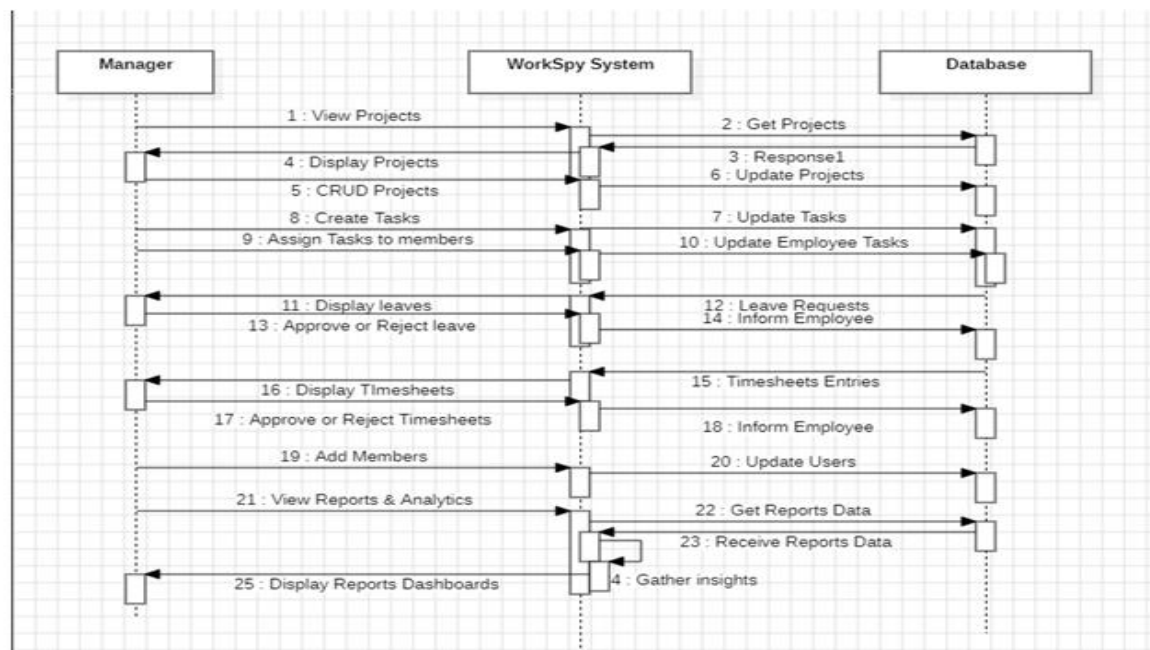 Manager
WorkSpy System
Database
1 : View Projects
2 : Get Projects
3 : Response1
4 : Display Projects
6 : Update Projects
5 : CRUD Projects
8 : Create Tasks
7 : Update Tasks
9 : Assign Tasks to members
10 : Update Employee Tasks
11 : Display leaves
12 : Leave Requests
13 : Approve or Reject leave
14 : Inform Employee
15 : Timesheets Entries
16 : Display TImesheets
17 : Approve or Reject Timesheets
18 : Inform Employee
19 : Add Members
20 : Update Users
21 : View Reports & Analytics
22 : Get Reports Data
23 : Receive Reports Data
4 : Gather insights
25 : Display Reports Dashboards